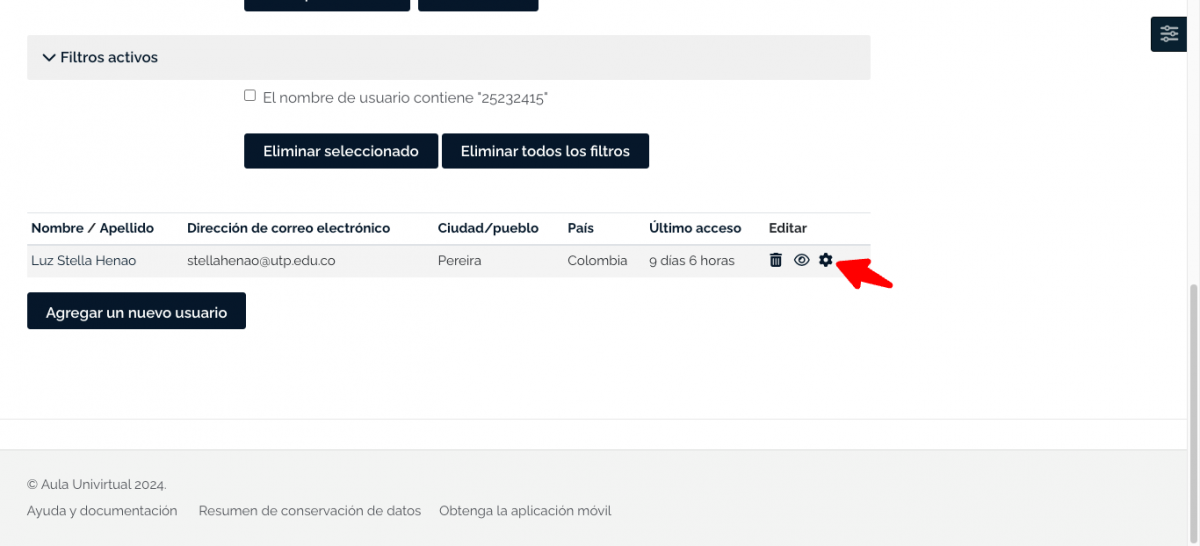 Filtros activos
El nombre de usuario contiene "25232415"
Eliminar seleccionado Eliminar todos los filtros
Nombre / Apellido Dirección de correo electrónico Ciudad/pueblo País Último acceso Editar
Luz Stella Henao stellahenao@utp.edu.co Pereira Colombia 9 días 6 horas
Agregar un nuevo usuario
© Aula Univirtual 2024.
Ayuda y documentación Resumen de conservación de datos Obtenga la aplicación móvil